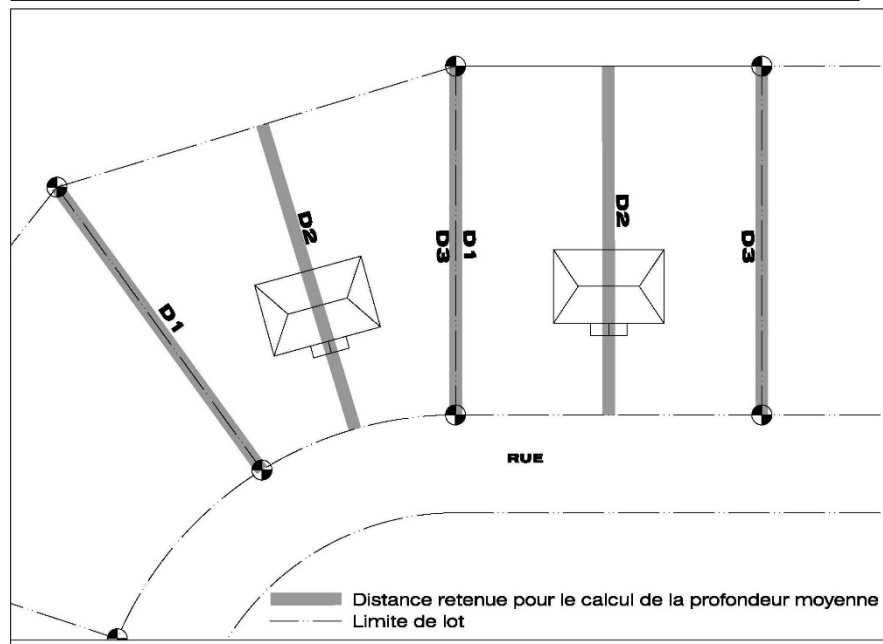 D1
D2
D3
D1
D2
D3
RUE
Distance retenue pour le calcul de la profondeur moyenne
Limite de lot